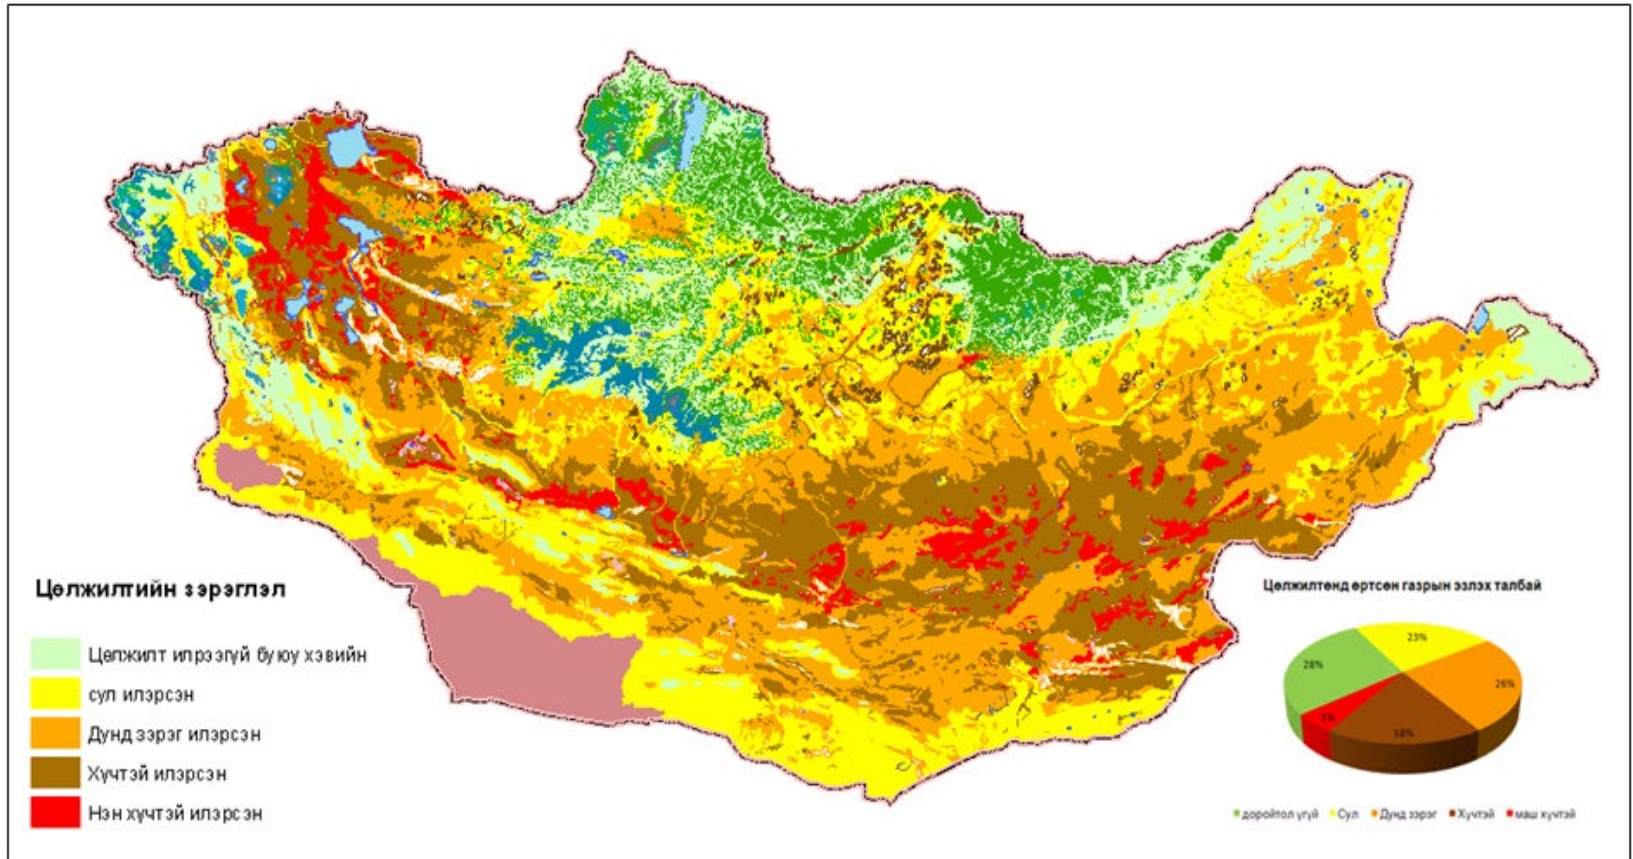 Цөлжилтийн зэрэглэл
Цөлжилт илрээгүй буюу хэвийн
сул илэрсэн
Дунд зэрэг илэрсэн
Хүчтэй илэрсэн
Нэн хүчтэй илэрсэн
Цөлжилтөнд өртсөн газрын эзлэх талбай
23%
28%
26%
5%
18%
доройтол үгүй Сул Дунд зэрэг Хүчтэй маш хүчтэй